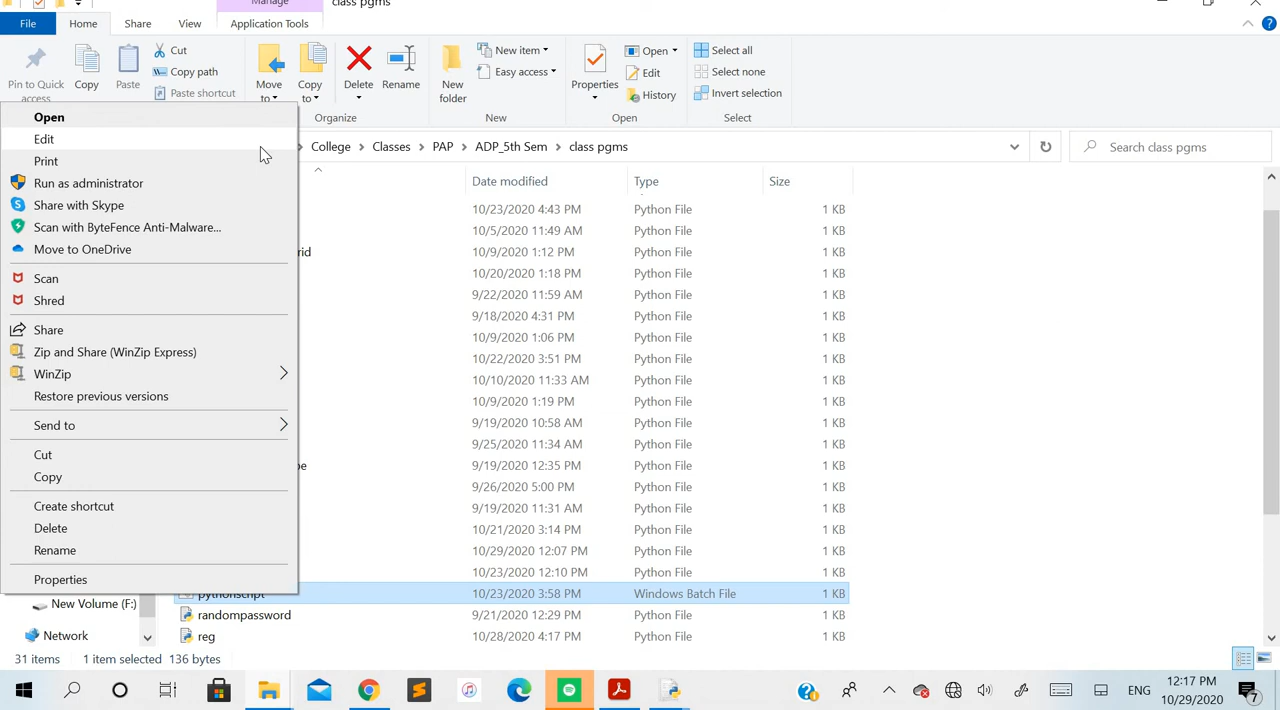 Manage
class pgms
File
Home
Share
View
Application Tools
Pin to Quick access
Copy
Paste
Cut
Copy path
Paste shortcut
Move to
Copy to
Delete
Rename
New folder
New item
Easy access
Properties
Open
Edit
History
Select all
Select none
Invert selection
Organize
New
Open
Select
College
Classes
PAP
ADP_5th Sem
class pgms
Search class pgms
Open
Edit
Print
Run as administrator
Share with Skype
Scan with ByteFence Anti-Malware...
Move to OneDrive
Scan
Shred
Share
Zip and Share (WinZip Express)
WinZip
Restore previous versions
Send to
Cut
Copy
Create shortcut
Delete
Rename
Properties
New Volume (F:)
Network
Date modified Type Size
10/23/2020 4:43 PM Python File 1 KB
10/5/2020 11:49 AM Python File 1 KB
rid 10/9/2020 1:12 PM Python File 1 KB
10/20/2020 1:18 PM Python File 1 KB
9/22/2020 11:59 AM Python File 1 KB
9/18/2020 4:31 PM Python File 1 KB
10/9/2020 1:06 PM Python File 1 KB
10/22/2020 3:51 PM Python File 1 KB
10/10/2020 11:33 AM Python File 1 KB
10/9/2020 1:19 PM Python File 1 KB
9/19/2020 10:58 AM Python File 1 KB
9/25/2020 11:34 AM Python File 1 KB
pe 9/19/2020 12:35 PM Python File 1 KB
9/26/2020 5:00 PM Python File 1 KB
9/19/2020 11:31 AM Python File 1 KB
10/21/2020 3:14 PM Python File 1 KB
10/29/2020 12:07 PM Python File 1 KB
10/23/2020 12:10 PM Python File 1 KB
pythonscript 10/23/2020 3:58 PM Windows Batch File 1 KB
randompassword 9/21/2020 12:29 PM Python File 1 KB
reg 10/28/2020 4:17 PM Python File 1 KB
31 items 1 item selected 136 bytes
ENG
12:17 PM
10/29/2020
7